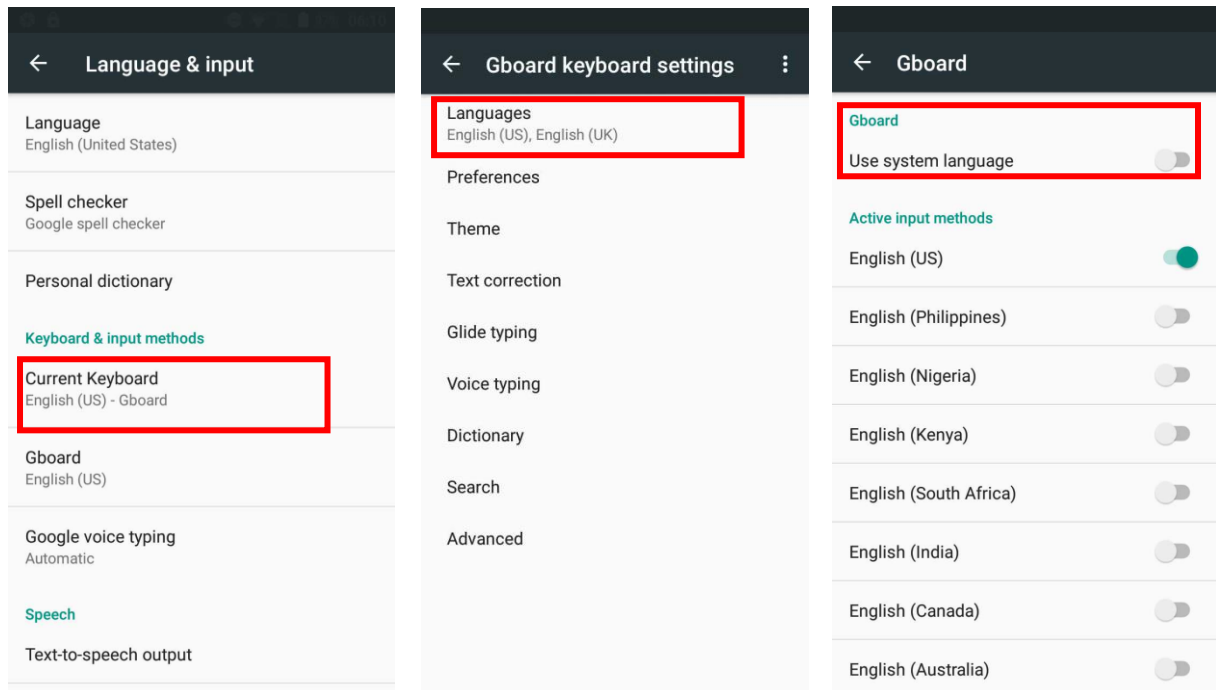 Language & input
Language
English (United States)
Spell checker
Google spell checker
Personal dictionary
Keyboard & input methods
Current Keyboard
English (US) - Gboard
Gboard
English (US)
Google voice typing
Automatic
Speech
Text-to-speech output
Gboard keyboard settings
Languages
English (US), English (UK)
Preferences
Theme
Text correction
Glide typing
Voice typing
Dictionary
Search
Advanced
Gboard
Gboard
Use system language
Active input methods
English (US)
English (Philippines)
English (Nigeria)
English (Kenya)
English (South Africa)
English (India)
English (Canada)
English (Australia)